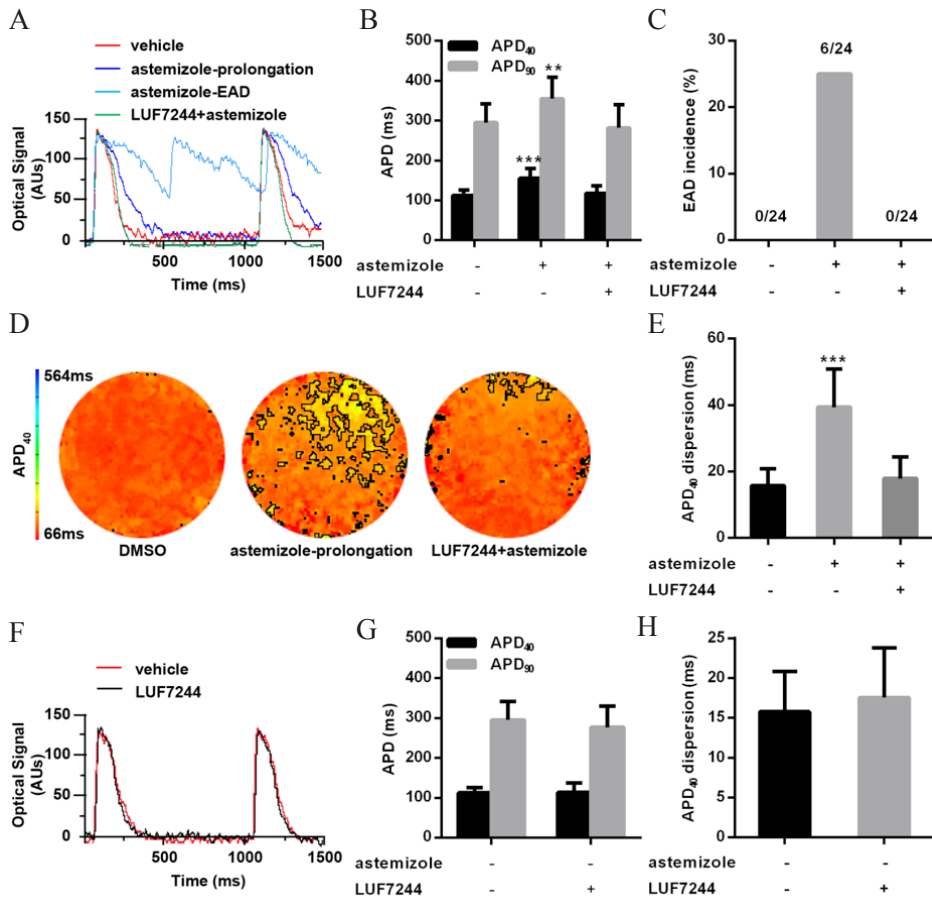 A
vehicle
astemizole-prolongation
astemizole-EAD
LUF7244+astemizole
Optical Signal
(AUs)
150
100
50
0
500
1000
1500
Time (ms)
B
APD40
APD90
APD (ms)
500
400
300
200
100
0
***
**
astemizole - + +
LUF7244 - - +
C
EAD incidence (%)
30
20
10
0
0/24
6/24
0/24
astemizole - + +
LUF7244 - - +
D
564ms
APD40
66ms
DMSO
astemizole-prolongation
LUF7244+astemizole
E
APD40 dispersion (ms)
60
40
20
0
***
astemizole - + +
LUF7244 - - +
F
vehicle
LUF7244
Optical Signal
(AUs)
150
100
50
0
500
1000
1500
Time (ms)
G
APD40
APD90
APD (ms)
500
400
300
200
100
0
astemizole - -
LUF7244 - +
H
APD40 dispersion (ms)
25
20
15
10
5
0
astemizole - -
LUF7244 - +